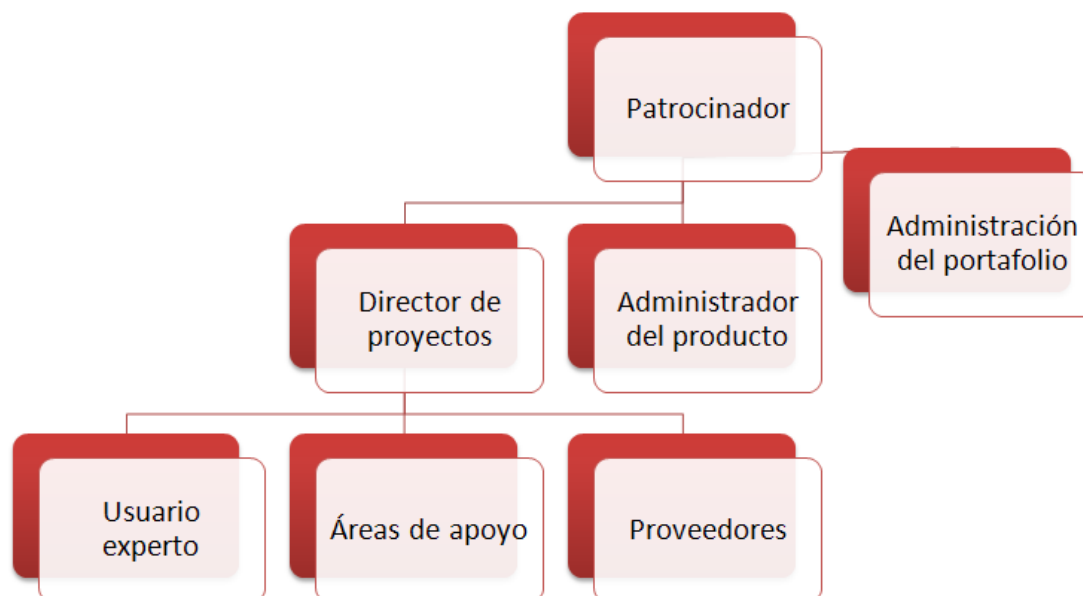 Patrocinador
Administración
del portafolio
Director de
proyectos
Administrador
del producto
Usuario
experto
Áreas de apoyo
Proveedores